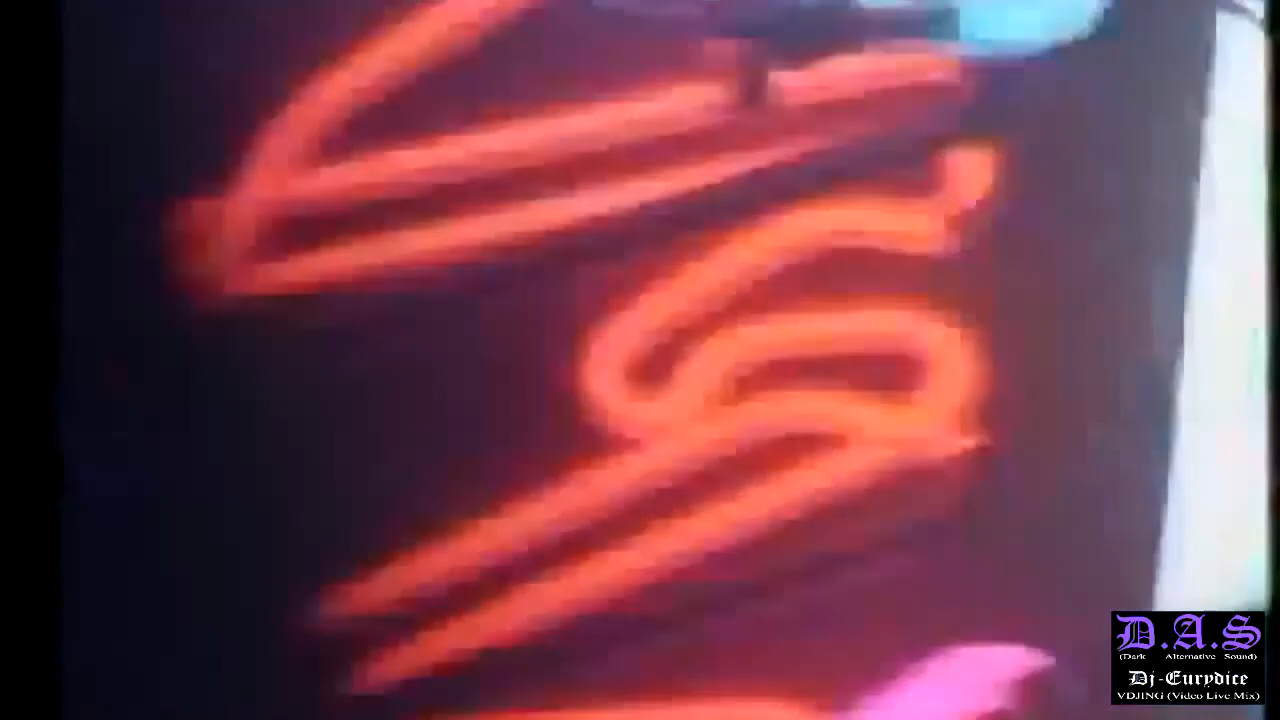 D.A.S
(Dark Alternative Sound)
Dj-Eurydice
VDJING (Video Live Mix)